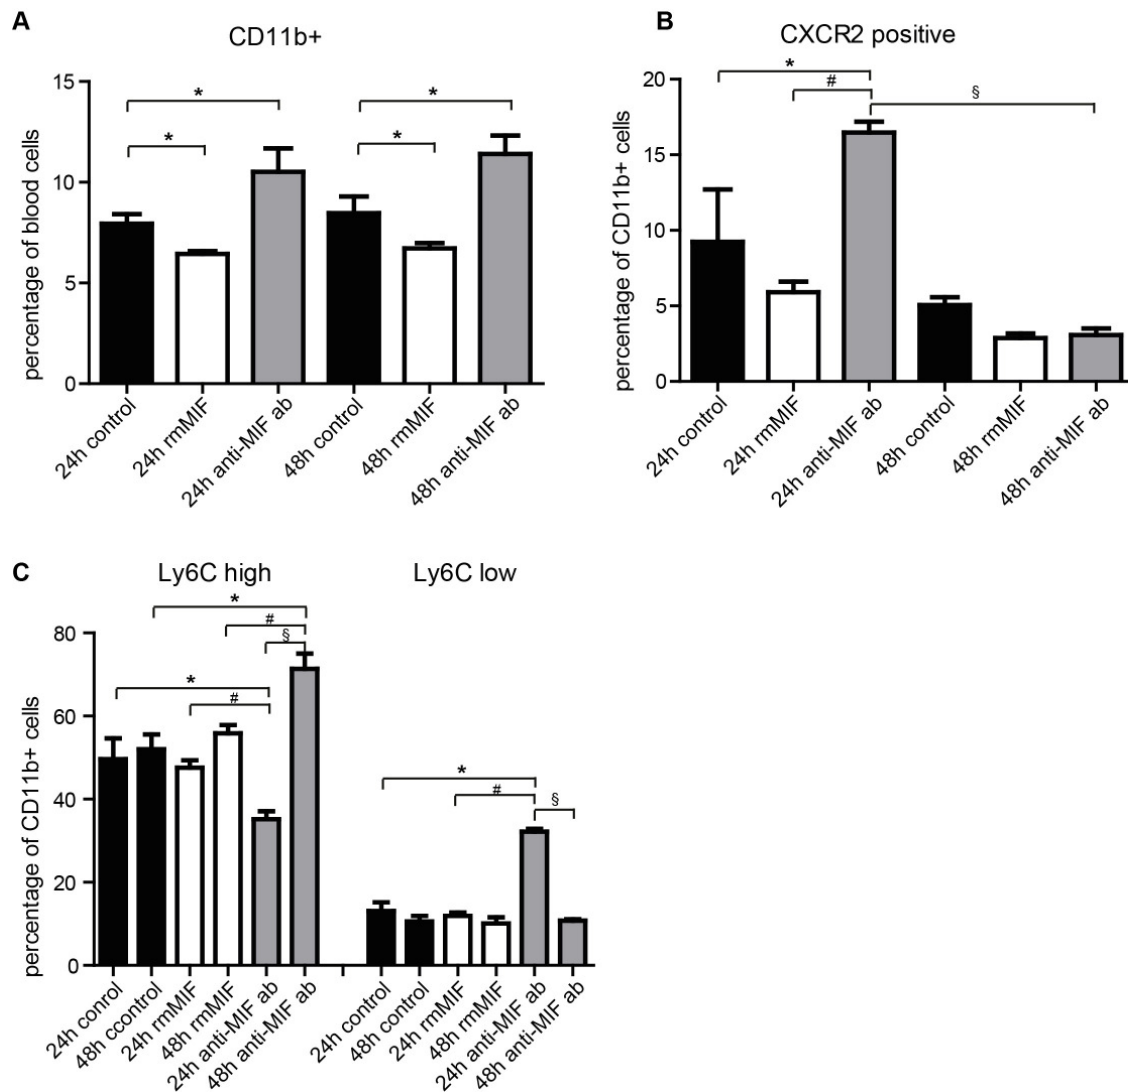 A
CD11b+
percentage of blood cells
15
10
5
0
*
*
*
*
24h control
24h rmMIF
24h anti-MIF ab
48h control
48h rmMIF
48h anti-MIF ab
B
CXCR2 positive
percentage of CD11b+ cells
20
15
10
5
0
*
#
§
24h control
24h rmMIF
24h anti-MIF ab
48h control
48h rmMIF
48h anti-MIF ab
C
Ly6C high
Ly6C low
percentage of CD11b+ cells
80
60
40
20
0
*
#
§
*
#
*
#
§
24h control
48h ccontrol
24h rmMIF
48h rmMIF
24h anti-MIF ab
48h anti-MIF ab
24h control
48h control
24h rmMIF
48h rmMIF
24h anti-MIF ab
48h anti-MIF ab